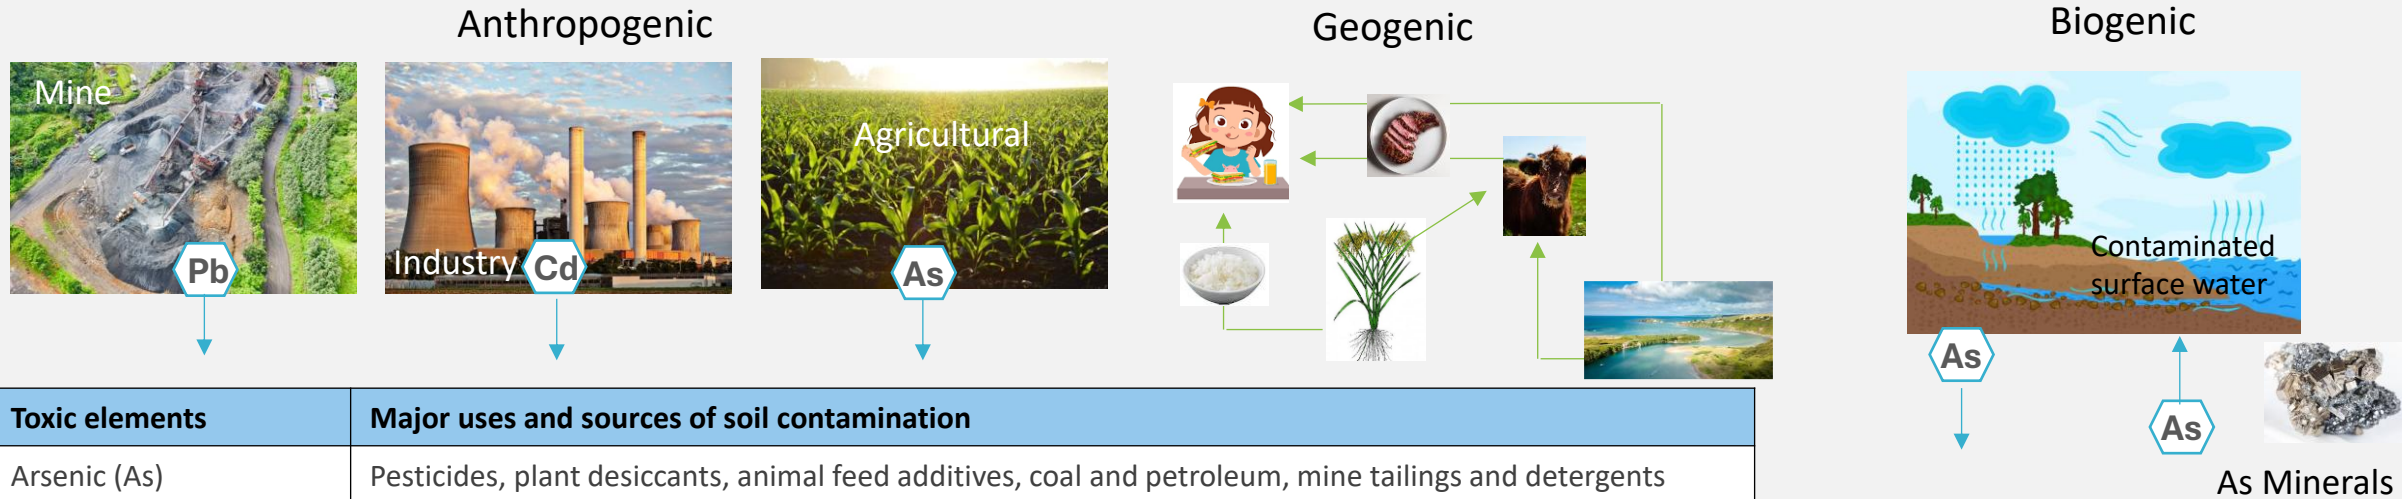 Anthropogenic
Geogenic
Biogenic
Mine
Pb
Industry
Cd
Agricultural
As
Contaminated
surface water
As
As
As Minerals
Toxic elements
Major uses and sources of soil contamination
Arsenic (As)
Pesticides, plant desiccants, animal feed additives, coal and petroleum, mine tailings and detergents